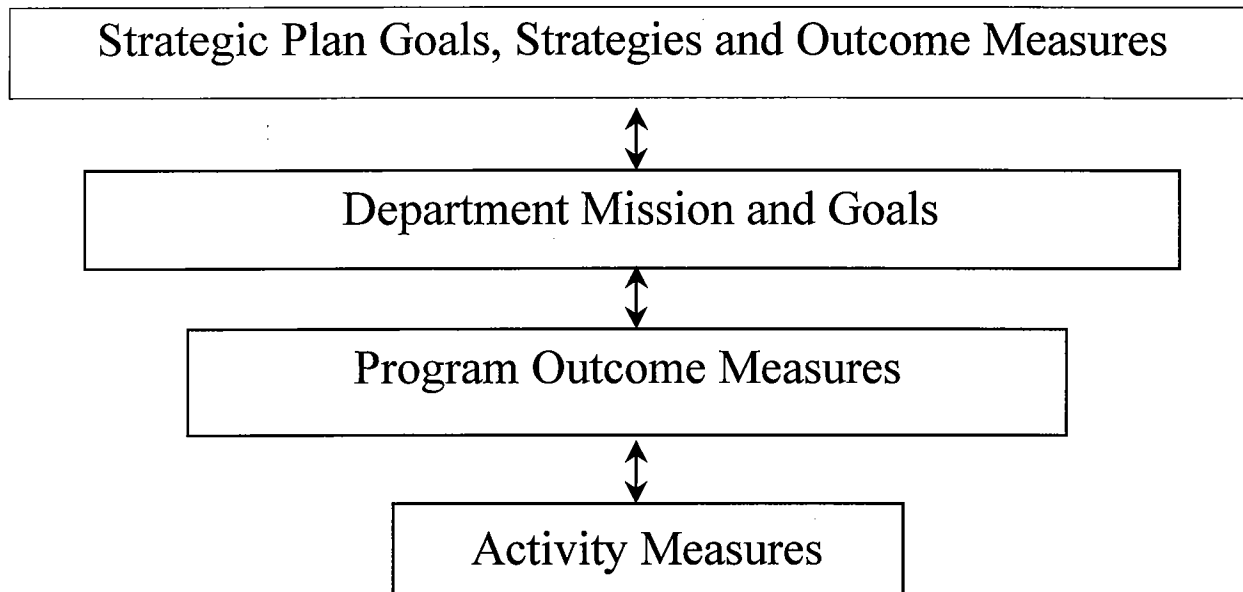 Strategic Plan Goals, Strategies and Outcome Measures
Department Mission and Goals
Program Outcome Measures
Activity Measures